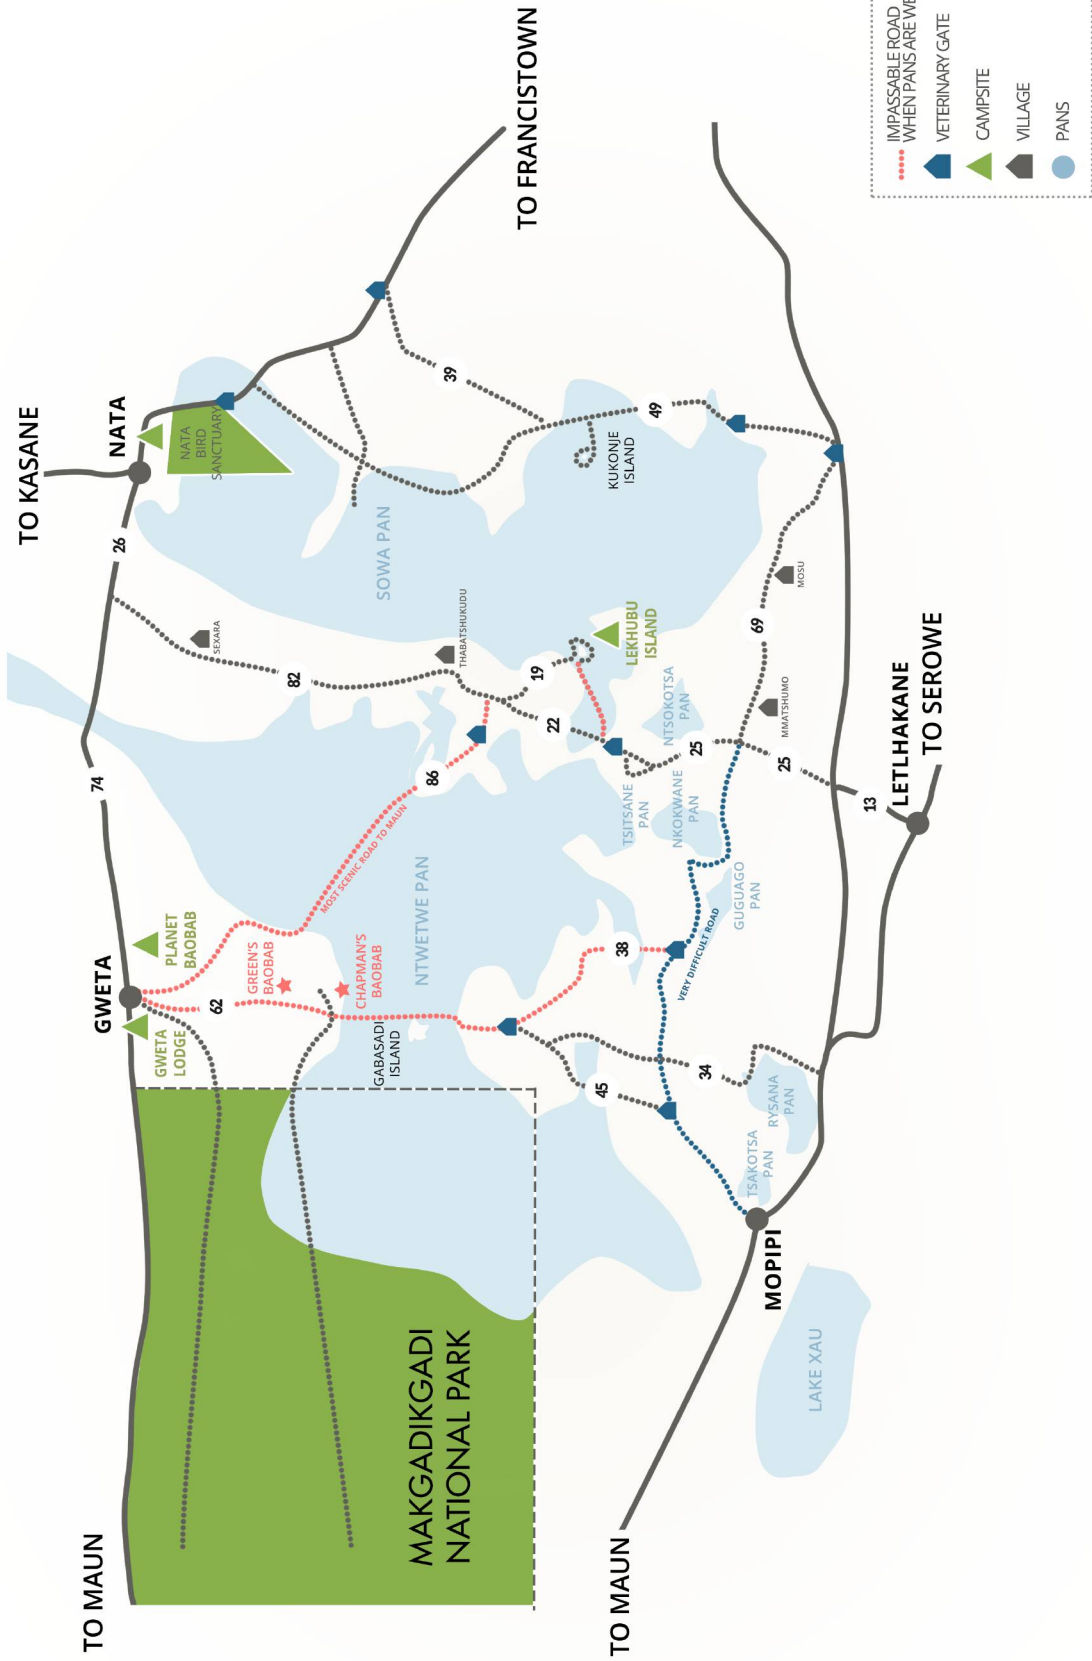 TO KASANE
NATA
26
NATA
BIRD
SANCTUARY
74
GWETA
PLANET
BAOBAB
GWETA
LODGE
62
GREEN'S
BAOBAB
CHAPMAN'S
BAOBAB
GABASADI
ISLAND
NTWETWE PAN
MOST SCENIC ROAD TO MAUN
86
SEXARA
82
THABATSHUKUDU
SOWA PAN
19
22
LEKHUBU
ISLAND
39
49
KUKONJE
ISLAND
TO FRANCISTOWN
NTSOKOTSA
PAN
25
TSITSANE
PAN
NKOKWANE
PAN
GUGUAGO
PAN
25
MMATSHUMO
69
MOSU
13
LETLHAKANE
TO SEROWE
38
VERY DIFFICULT ROAD
45
34
RYSANA
PAN
TSAKOTSA
PAN
MOPIPI
LAKE XAU
MAKGADIKGADI
NATIONAL PARK
TO MAUN
TO MAUN
IMPASSABLE ROAD
WHEN PANS ARE WE
VETERINARY GATE
CAMPSITE
VILLAGE
PANS